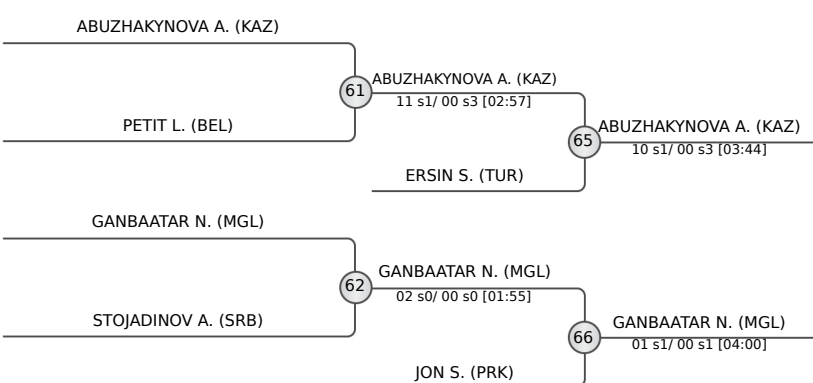 ABUZHAKYNOVA A. (KAZ)
61
ABUZHAKYNOVA A. (KAZ)
11 s1/ 00 s3 [02:57]
PETIT L. (BEL)
65
ABUZHAKYNOVA A. (KAZ)
10 s1/ 00 s3 [03:44]
ERSIN S. (TUR)
GANBAATAR N. (MGL)
62
GANBAATAR N. (MGL)
02 s0/ 00 s0 [01:55]
STOJADINOV A. (SRB)
66
GANBAATAR N. (MGL)
01 s1/ 00 s1 [04:00]
JON S. (PRK)